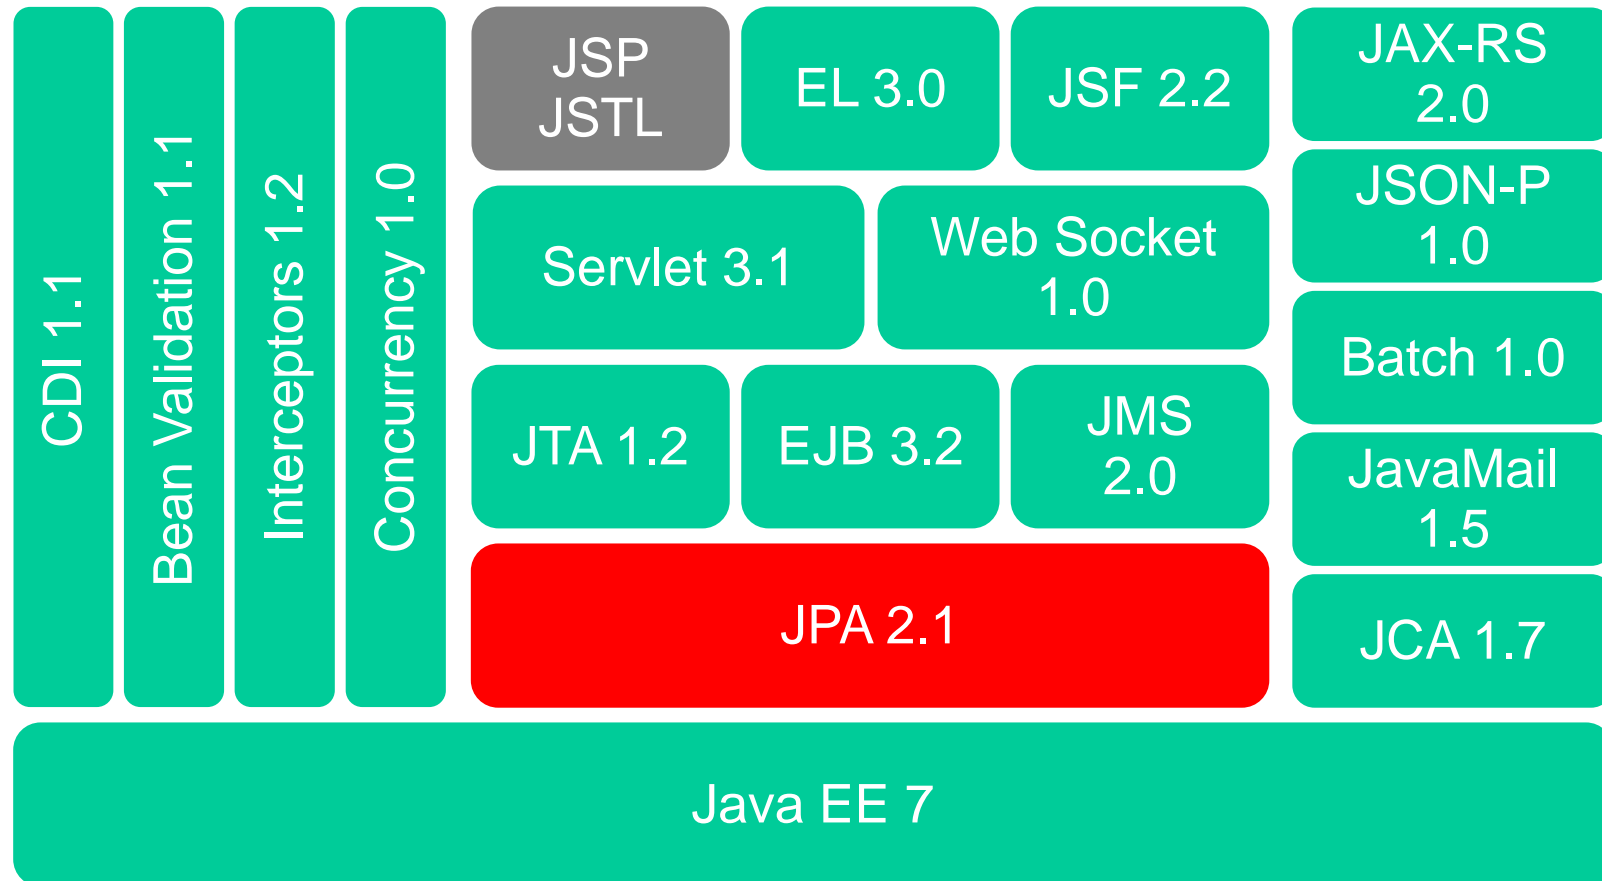 CDI 1.1
Bean Validation 1.1
Interceptors 1.2
Concurrency 1.0
JSP
JSTL
EL 3.0
JSF 2.2
Servlet 3.1
Web Socket
1.0
JTA 1.2
EJB 3.2
JMS
2.0
JPA 2.1
JAX-RS
2.0
JSON-P
1.0
Batch 1.0
JavaMail
1.5
JCA 1.7
Java EE 7